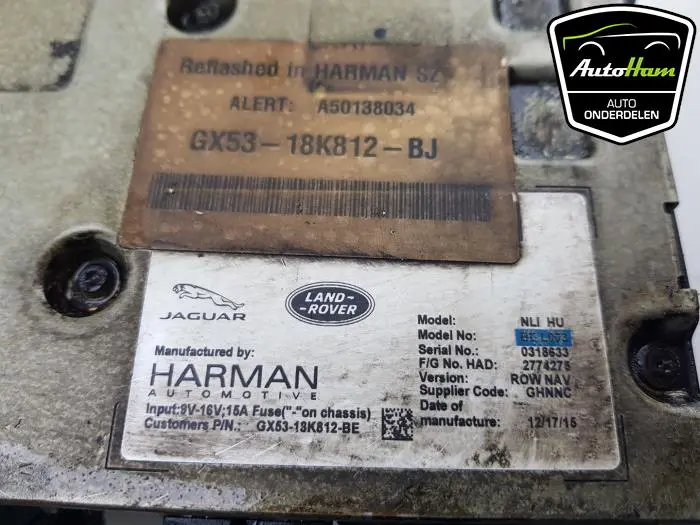 AutoHam
AUTO
ONDERDELEN
Reflashed in HARMAN SZ
ALERT: A50138034
GX53-18K812-BJ
JAGUAR
LAND-
-ROVER
Manufactured by:
HARMAN
AUTOMOTIVE
Input:9V-16V;15A Fuse("-"on chassis)
Customers P/N.: GX53-18K812-BE
Model: NLI HU
Model No: BE
Serial No.: 0318633
F/G No. HAD: 2774275
Version: ROW NAV
Supplier Code: GHNNC
Date of
manufacture: 12/17/15